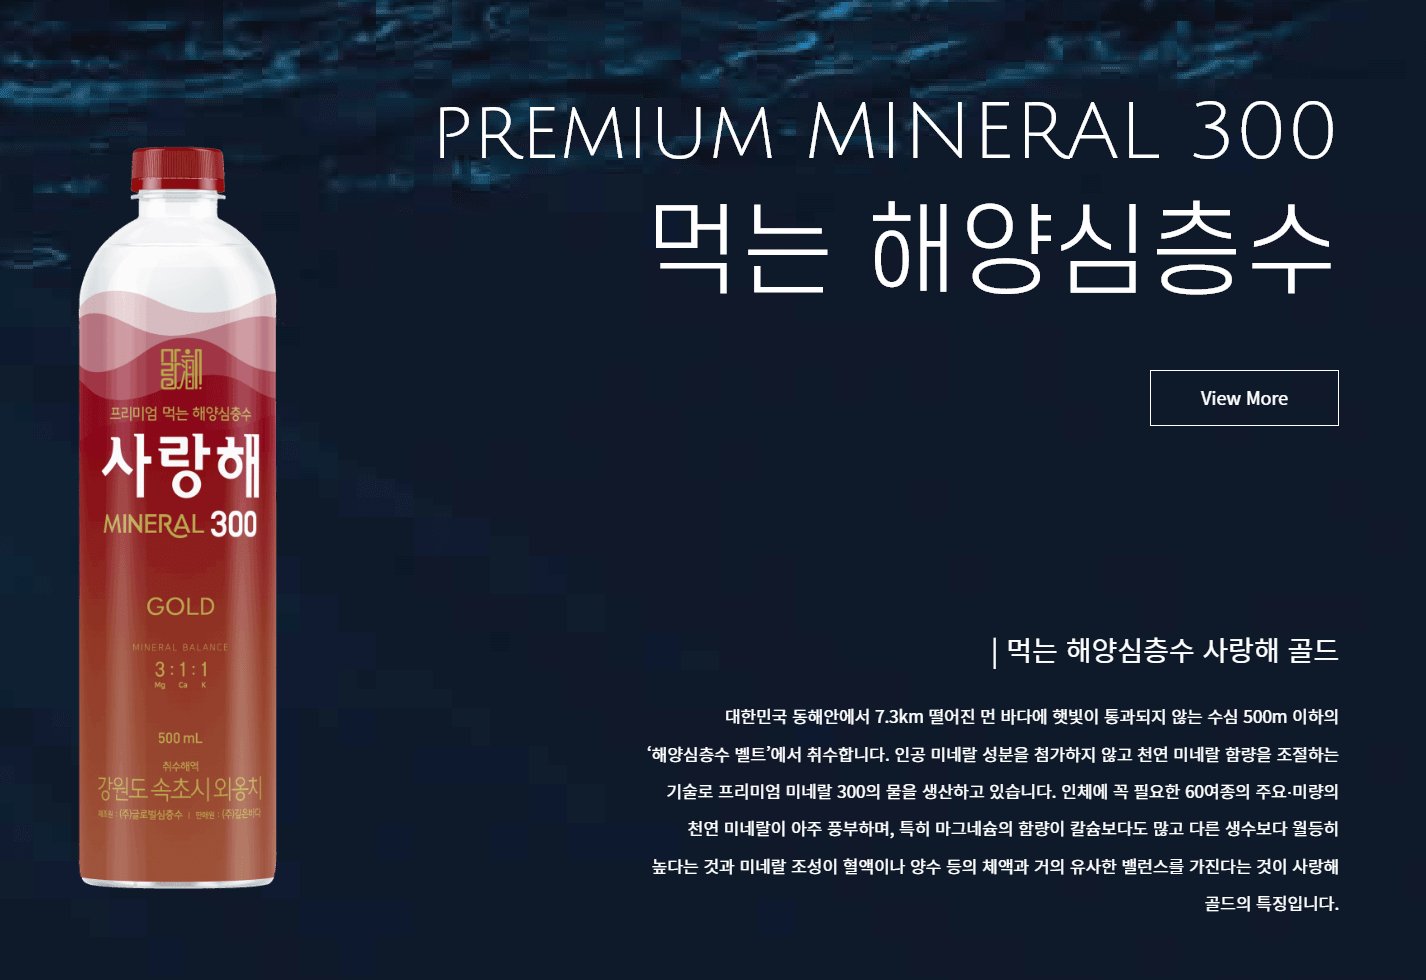 PREMIUM MINERAL 300
먹는 해양심층수
View More
프리미엄 먹는 해양심층수
사랑해
MINERAL 300
GOLD
MINERAL BALANCE
3 : 1 : 1
Mg Ca K
500 mL
취수해역
강원도 속초시 외옹치
제조원 : (주)글로벌심층수 | 판매원 : (주)깊은바다
| 먹는 해양심층수 사랑해 골드
대한민국 동해안에서 7.3km 떨어진 먼 바다에 햇빛이 통과되지 않는 수심 500m 이하의
‘해양심층수 벨트’에서 취수합니다. 인공 미네랄 성분을 첨가하지 않고 천연 미네랄 함량을 조절하는
기술로 프리미엄 미네랄 300의 물을 생산하고 있습니다. 인체에 꼭 필요한 60여종의 주요·미량의
천연 미네랄이 아주 풍부하며, 특히 마그네슘의 함량이 칼슘보다도 많고 다른 생수보다 월등히
높다는 것과 미네랄 조성이 혈액이나 양수 등의 체액과 거의 유사한 밸런스를 가진다는 것이 사랑해
골드의 특징입니다.